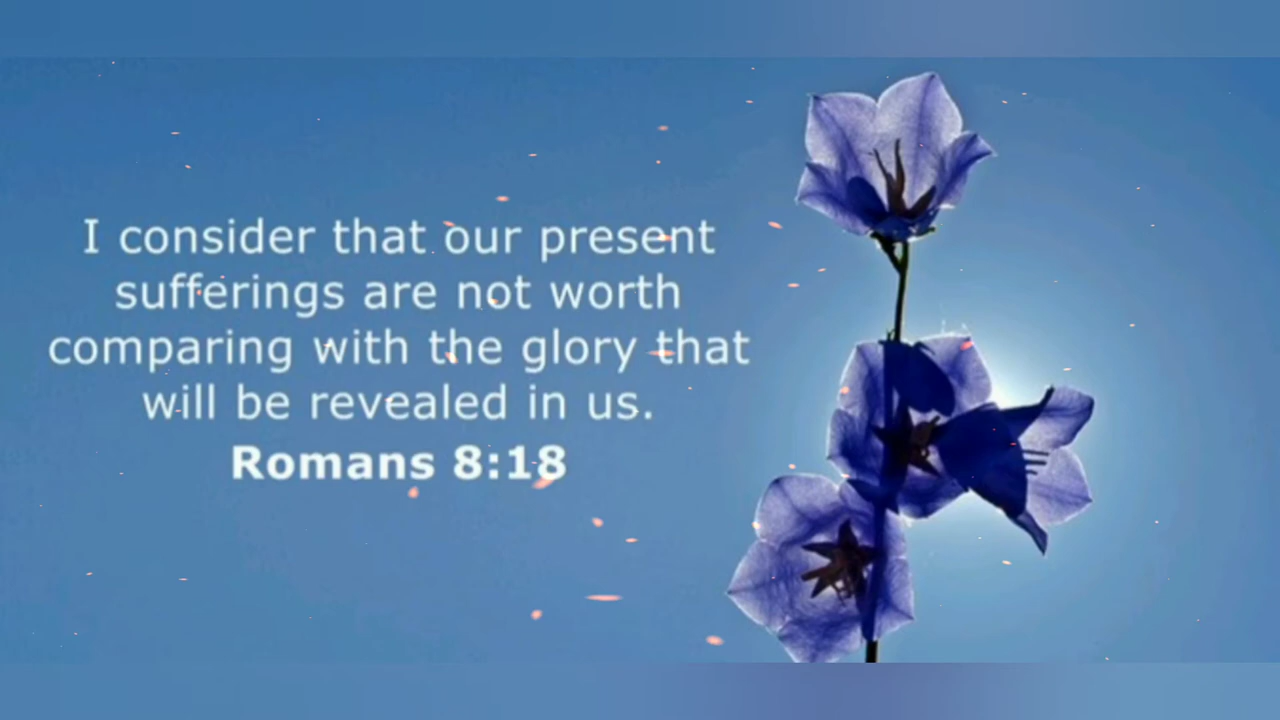 I consider that our present
sufferings are not worth
comparing with the glory that
will be revealed in us.
Romans 8:18